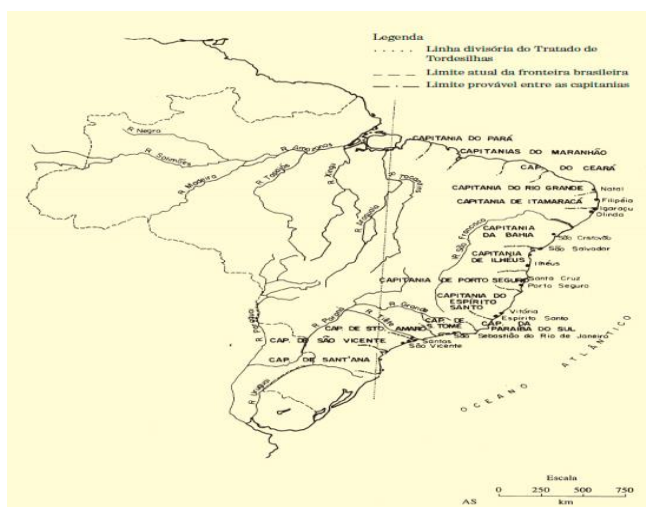 Legenda
Linha divisória do Tratado de
Tordesilhas
Limite atual da fronteira brasileira
Limite provável entre as capitanias
R. Negro
R. Solimões
R. Amazonas
R. Madeira
R. Tapajós
R. Xingu
R. Araguaia
R. Tocantins
CAPITANIA DO PARÁ
CAPITANIAS DO MARANHÃO
CAP. DO CEARÁ
CAPITANIA DO RIO GRANDE
Natal
CAPITANIA DE ITAMARACÁ
Filipéia
Igaraçu
Olinda
R. São Francisco
CAPITANIA
DA BAHIA
São Cristovão
São Salvador
CAPITANIA
DE ILHÉUS
Ilhéus
CAPITANIA DE PORTO SEGURO
Santa Cruz
Porto Seguro
CAPITANIA DO
ESPÍRITO
SANTO
Vitória
Espírito Santo
R. Grande
R. Paraná
R. Tietê
R. Paraguai
CAP. DE
S. TOMÉ
CAP. DA
PARAÍBA DO SUL
CAP. DE STO. AMARO
São Sebastião do Rio de Janeiro
CAP. DE SÃO VICENTE
Santos
São Vicente
CAP. DE SANT'ANA
R. Uruguai
OCEANO ATLÂNTICO
Escala
0 250 500 750
km
AS